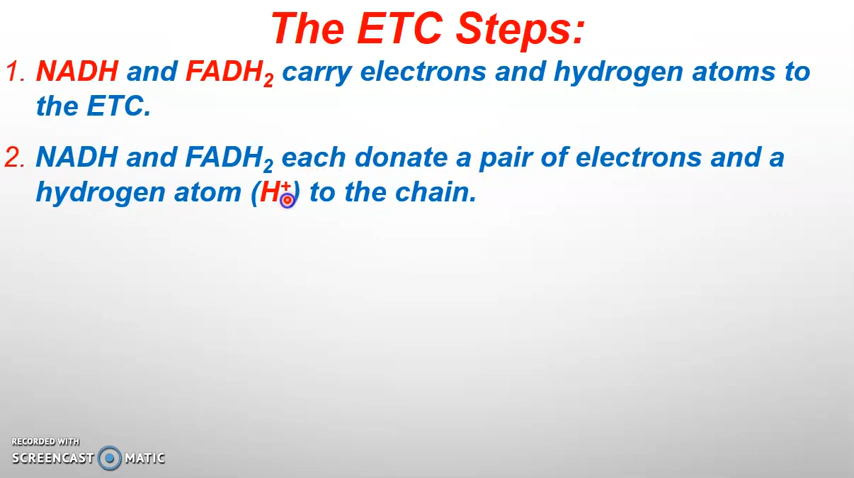 The ETC Steps:
1. NADH and FADH₂ carry electrons and hydrogen atoms to
the ETC.
2. NADH and FADH₂ each donate a pair of electrons and a
hydrogen atom (H⁺) to the chain.
RECORDED WITH
SCREENCAST MATIC